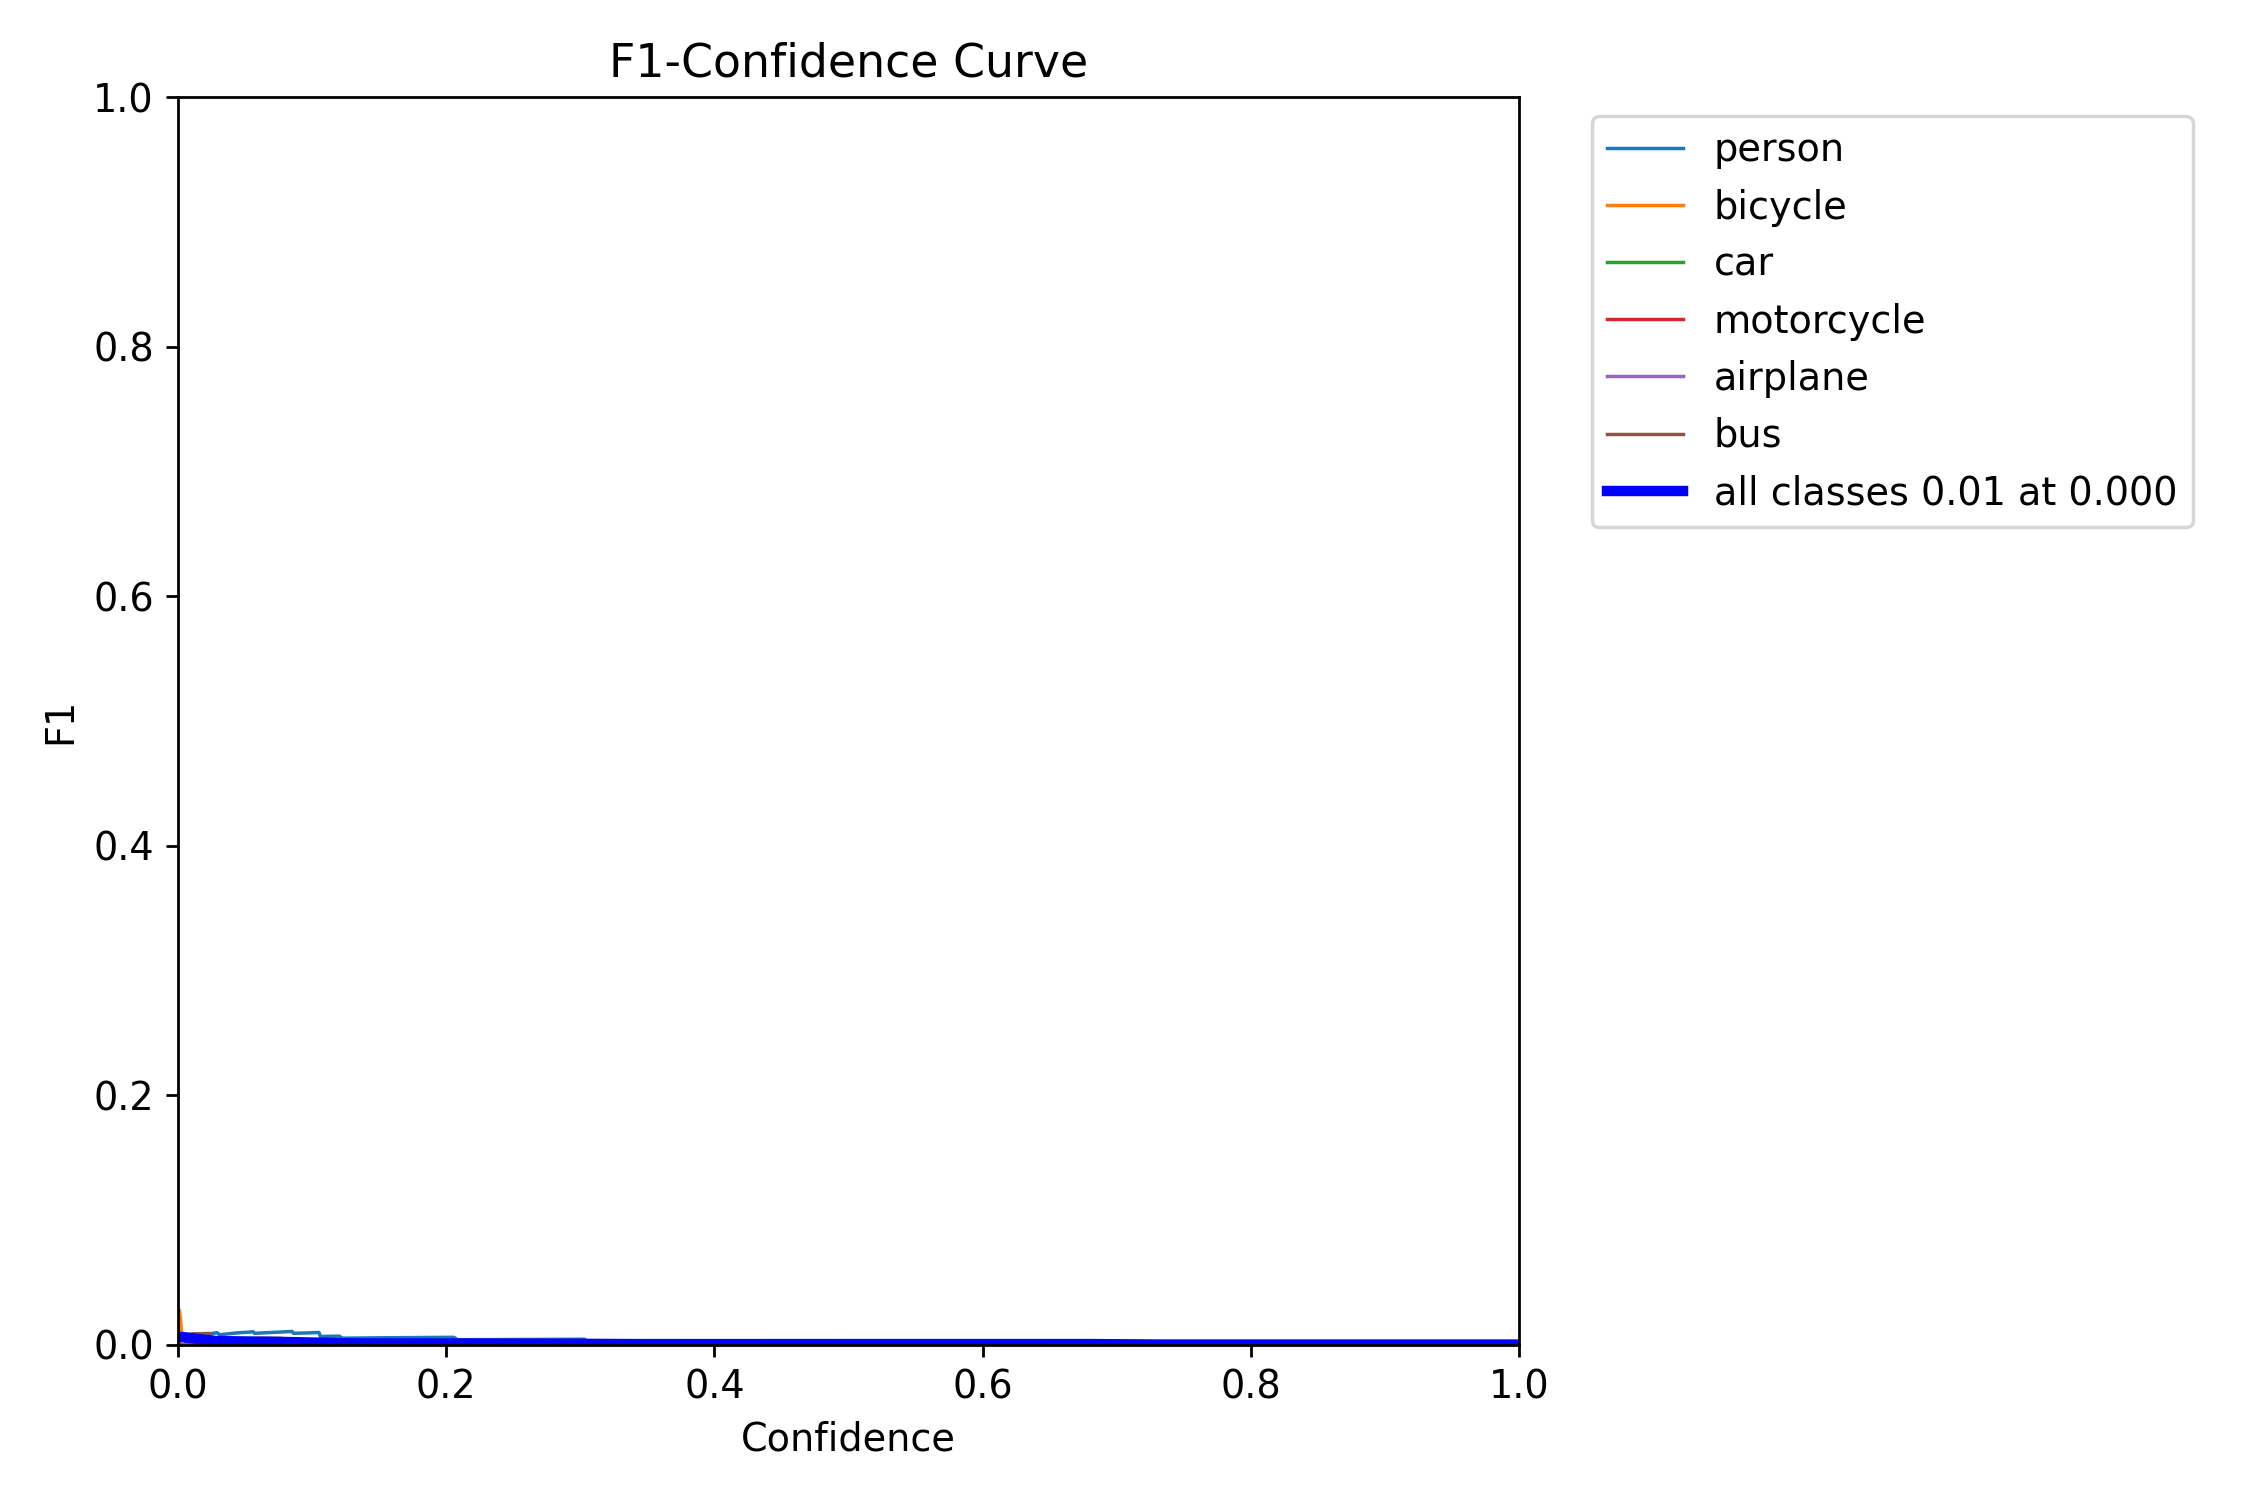 F1-Confidence Curve
1.0
0.8
0.6
0.4
0.2
0.0
F1
0.0 0.2 0.4 0.6 0.8 1.0
Confidence
person
bicycle
car
motorcycle
airplane
bus
all classes 0.01 at 0.000